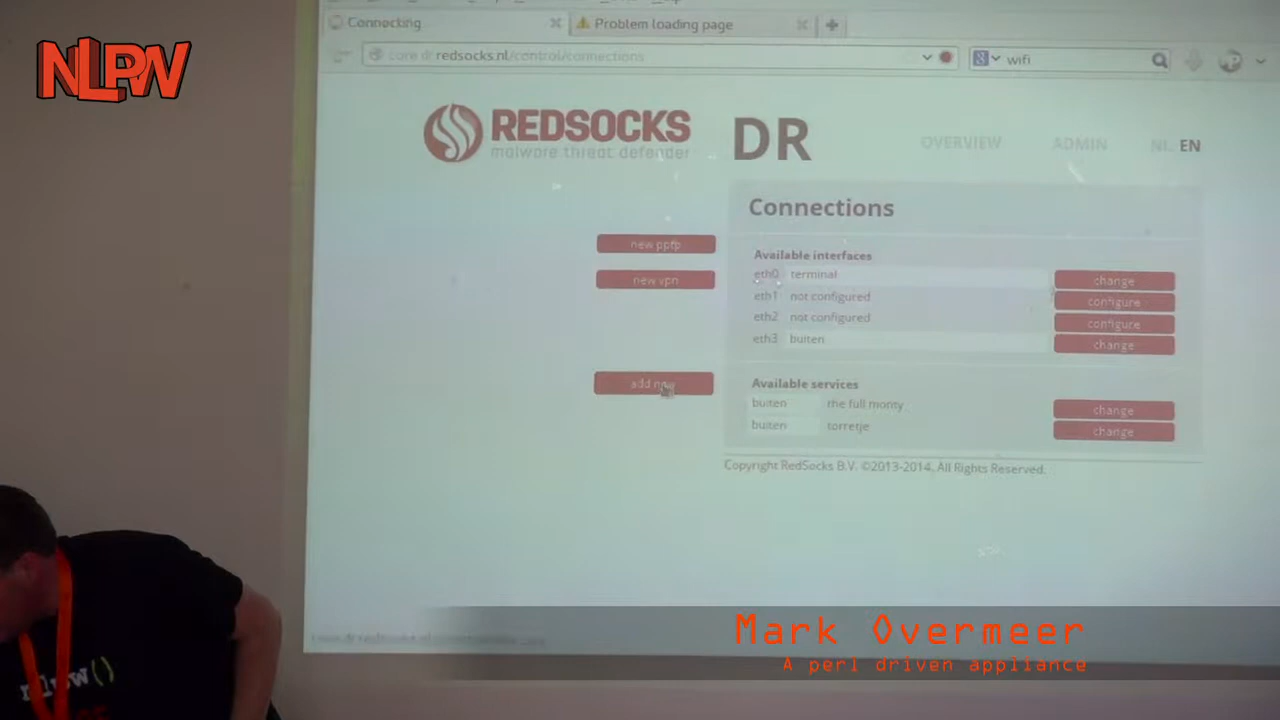 NLPW
Connecting
Problem loading page
redsocks.nl/control/connections
wifi
REDSOCKS
malware threat defender
DR
OVERVIEW
ADMIN
NL EN
Connections
new pptp
new vpn
Available interfaces
eth0 terminal change
eth1 not configured configure
eth2 not configured configure
eth3 buiten change
add new
Available services
buiten the full monty change
buiten torretje change
Copyright RedSocks B.V. ©2013-2014. All Rights Reserved.
Mark Overmeer
A perl driven appliance
nlpw()